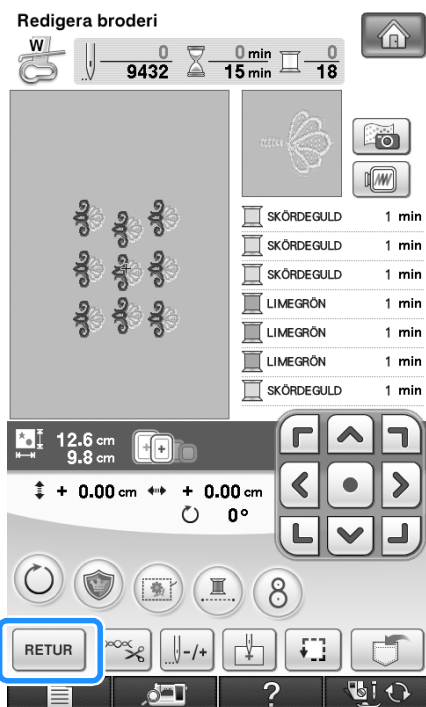 Redigera broderi
W
0
9432
0 min
15 min
0
18
SKÖRDEGULD 1 min
SKÖRDEGULD 1 min
SKÖRDEGULD 1 min
LIMEGRÖN 1 min
LIMEGRÖN 1 min
LIMEGRÖN 1 min
SKÖRDEGULD 1 min
12.6 cm
9.8 cm
+ 0.00 cm + 0.00 cm
0°
8
RETUR -/+
?